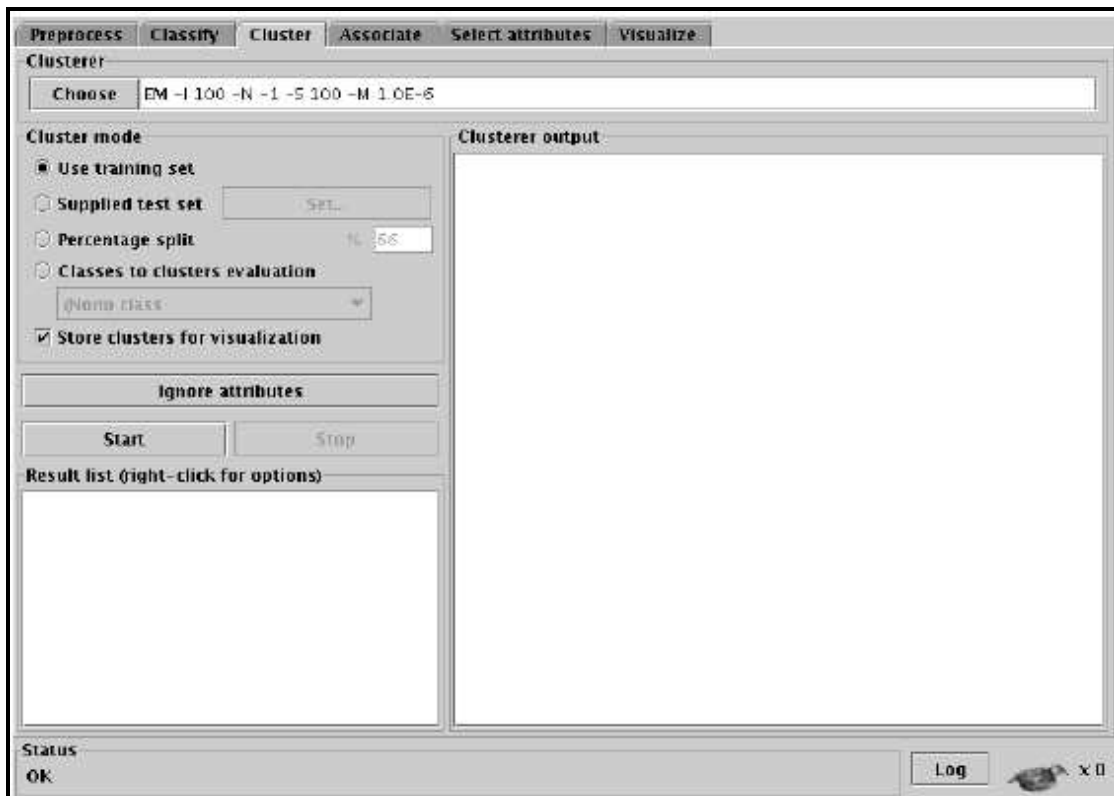 Preprocess Classify Cluster Associate Select attributes Visualize
Clusterer
Choose EM -I 100 -N -1 -S 100 -M 1.0E-6
Cluster mode
Use training set
Supplied test set Set...
Percentage split % 66
Classes to clusters evaluation
(Nom) class
Store clusters for visualization
Ignore attributes
Start Stop
Result list (right-click for options)
Clusterer output
Status
OK
Log x 0